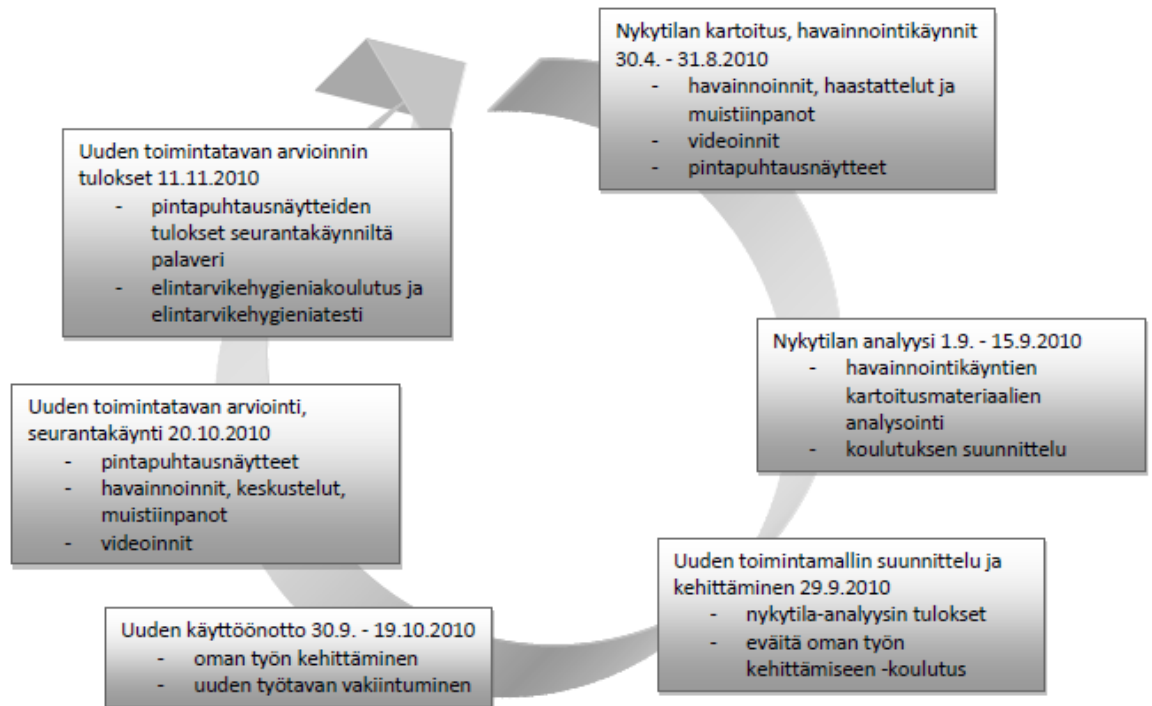 Nykytilan kartoitus, havainnointikäynnit
30.4. - 31.8.2010
- havainnoinnit, haastattelut ja
muistiinpanot
- videoinnit
- pintapuhtausnäytteet
Nykytilan analyysi 1.9. - 15.9.2010
- havainnointikäyntien
kartoitusmateriaalien
analysointi
- koulutuksen suunnittelu
Uuden toimintamallin suunnittelu ja
kehittäminen 29.9.2010
- nykytila-analyysin tulokset
- eväitä oman työn
kehittämiseen -koulutus
Uuden käyttöönotto 30.9. - 19.10.2010
- oman työn kehittäminen
- uuden työtavan vakiintuminen
Uuden toimintatavan arviointi,
seurantakäynti 20.10.2010
- pintapuhtausnäytteet
- havainnoinnit, keskustelut,
muistiinpanot
- videoinnit
Uuden toimintatavan arvioinnin
tulokset 11.11.2010
- pintapuhtausnäytteiden
tulokset seurantakäynniltä
palaveri
- elintarvikehygieniakoulutus ja
elintarvikehygieniatesti